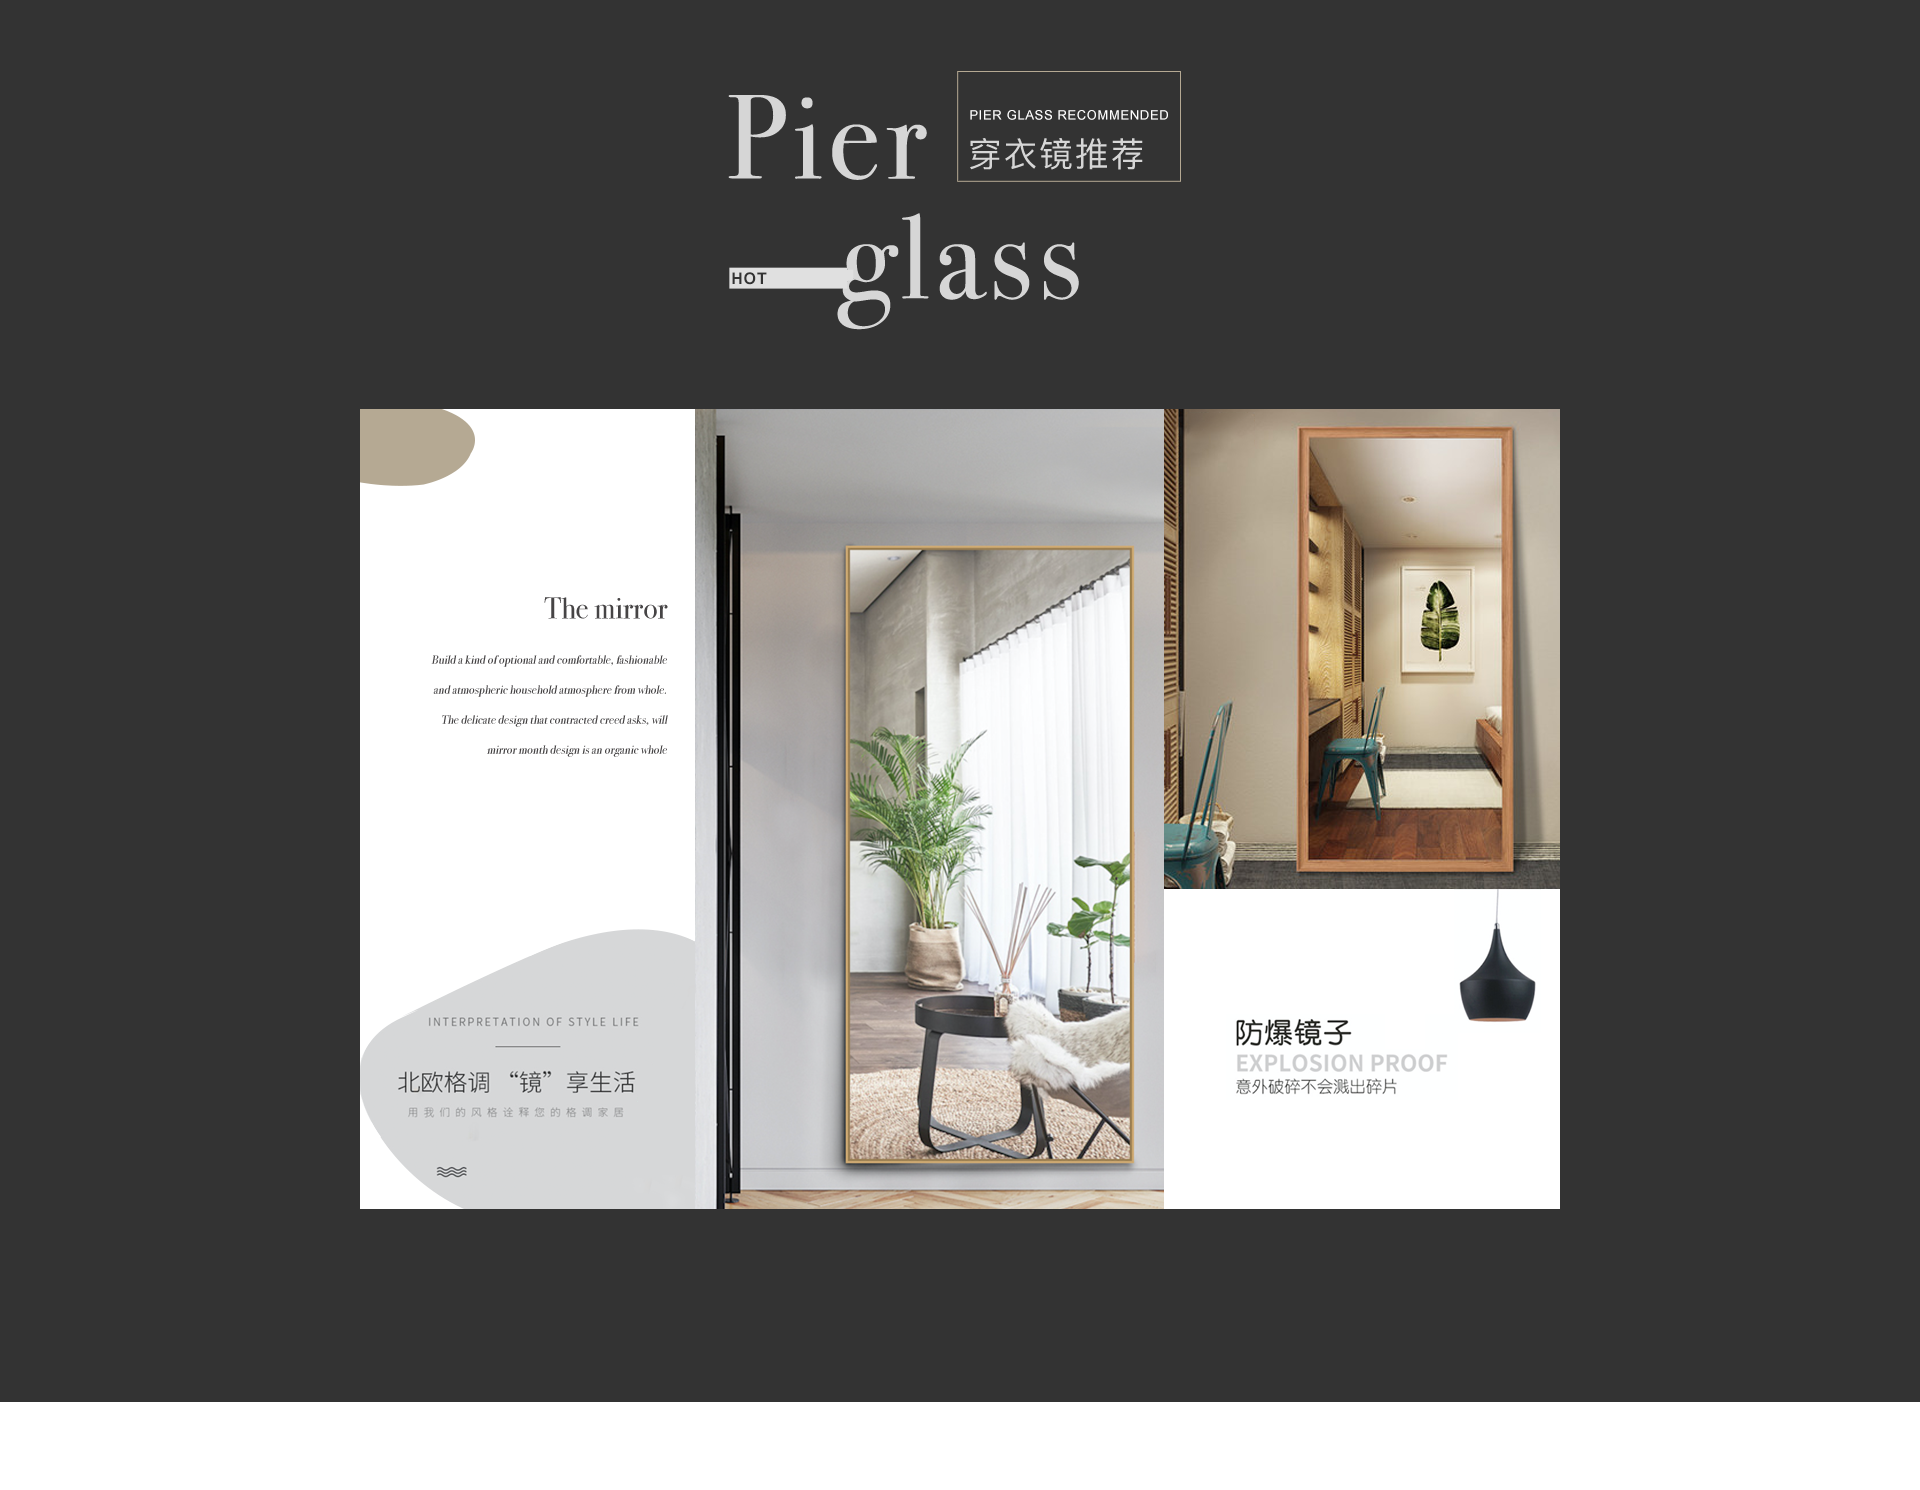 Pier
PIER GLASS RECOMMENDED
穿衣镜推荐
glass
HOT
The mirror
Build a kind of optional and comfortable, fashionable
and atmospheric household atmosphere from whole.
The delicate design that contracted creed asks, will
mirror month design is an organic whole
INTERPRETATION OF STYLE LIFE
北欧格调 “镜”享生活
用我们的风格诠释您的格调家居
防爆镜子
EXPLOSION PROOF
意外破碎不会溅出碎片